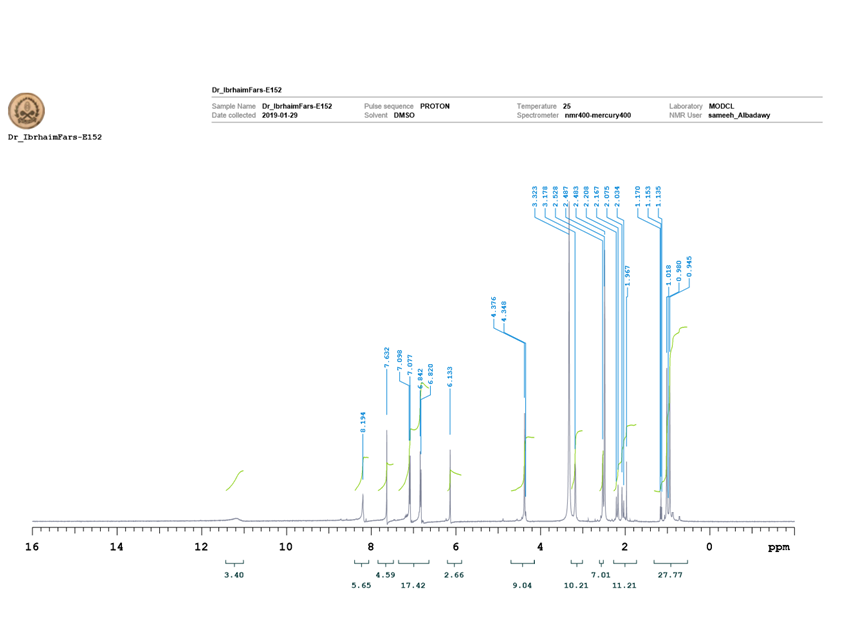 Dr_IbrhaimFars-E152
Sample Name Dr_IbrhaimFars-E152 Pulse sequence PROTON Temperature 25 Laboratory MODCL
Date collected 2019-01-29 Solvent DMSO Spectrometer nmr400-mercury400 NMR User sameeh_Albadawy
Dr_IbrhaimFars-E152
3.323 3.178 2.528 2.487 2.483 2.208 2.167 2.075 2.034 1.170 1.153 1.135
1.967 1.018 0.980 0.945
4.376 4.348
7.632 7.098 7.077 6.842 6.820 6.133
8.194
16 14 12 10 8 6 4 2 0 ppm
3.40 4.59 2.66 7.01 27.77
5.65 17.42 9.04 10.21 11.21